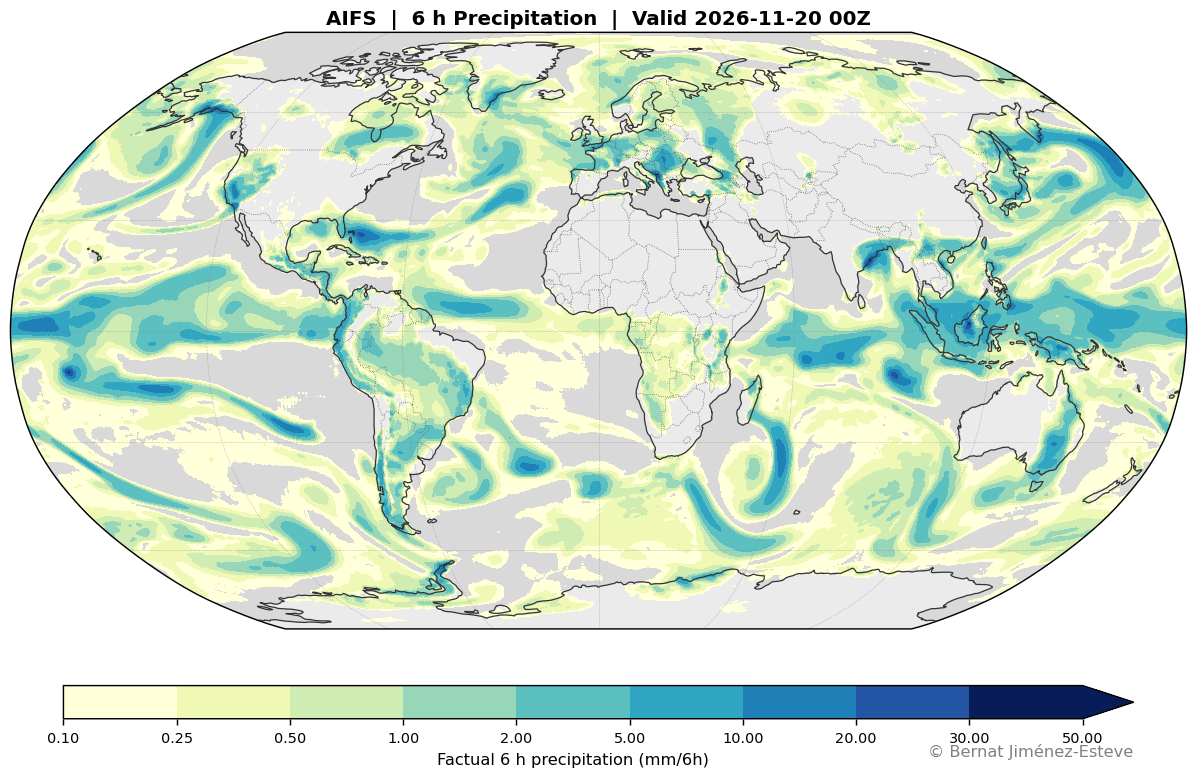 AIFS | 6 h Precipitation | Valid 2026-11-20 00Z
0.10 0.25 0.50 1.00 2.00 5.00 10.00 20.00 30.00 50.00
Factual 6 h precipitation (mm/6h)
© Bernat Jiménez-Esteve